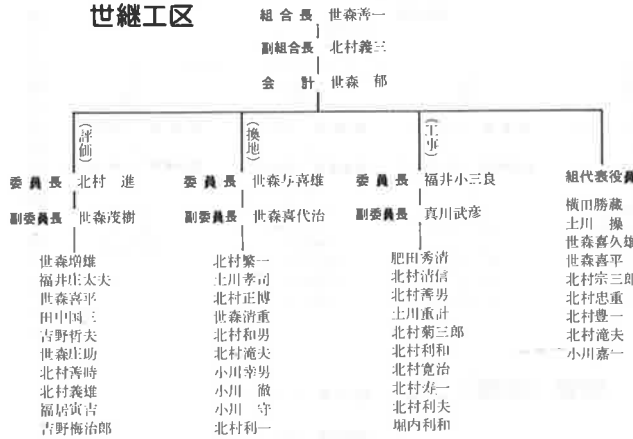 世継工区
組合長 世森善一
副組合長 北村義三
会計 世森 郁
(評価)
委員長 北村 進
副委員長 世森茂樹
世森増雄
福井庄太夫
世森喜平
田中国三
吉野哲夫
世森庄助
北村善時
北村義雄
福居寅吉
吉野梅治郎
(換地)
委員長 世森与喜雄
副委員長 世森喜代治
北村繁一
土川孝司
北村正博
世森清重
北村和男
北村滝夫
小川幸男
小川 徹
小川 守
北村利一
(工事)
委員長 福井小三良
副委員長 真川武彦
肥田秀清
北村清信
北村善男
土川重計
北村菊三郎
北村利和
北村寛治
北村寿一
北村利夫
堀内利和
組代表役員
横田勝蔵
土川 操
世森喜久雄
世森喜平
北村宗三郎
北村忠重
北村豊一
北村滝夫
小川嘉一